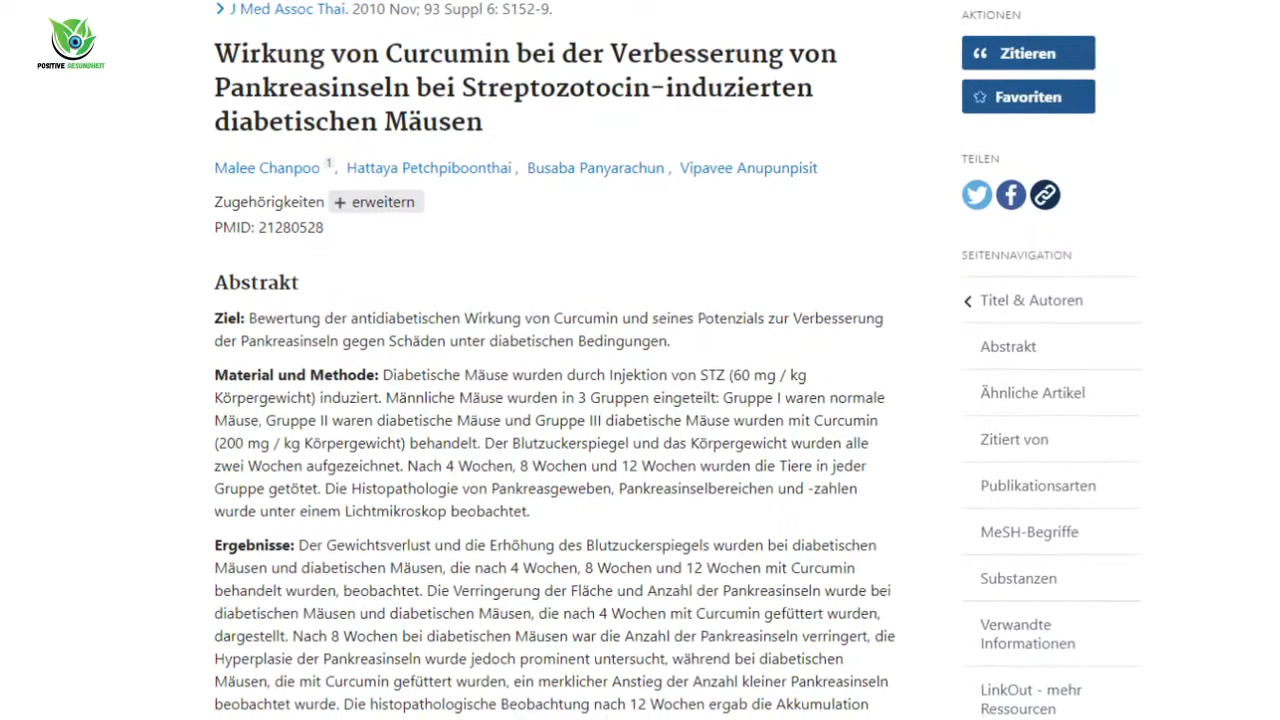 POSITIVE GESUNDHEIT
J Med Assoc Thai. 2010 Nov; 93 Suppl 6: S152-9.
Wirkung von Curcumin bei der Verbesserung von
Pankreasinseln bei Streptozotocin-induzierten
diabetischen Mäusen
Malee Chanpoo 1, Hattaya Petchpiboonthai, Busaba Panyarachun, Vipavee Anupunpisit
Zugehörigkeiten + erweitern
PMID: 21280528
Abstrakt
Ziel: Bewertung der antidiabetischen Wirkung von Curcumin und seines Potenzials zur Verbesserung
der Pankreasinseln gegen Schäden unter diabetischen Bedingungen.
Material und Methode: Diabetische Mäuse wurden durch Injektion von STZ (60 mg / kg
Körpergewicht) induziert. Männliche Mäuse wurden in 3 Gruppen eingeteilt: Gruppe I waren normale
Mäuse, Gruppe II waren diabetische Mäuse und Gruppe III diabetische Mäuse wurden mit Curcumin
(200 mg / kg Körpergewicht) behandelt. Der Blutzuckerspiegel und das Körpergewicht wurden alle
zwei Wochen aufgezeichnet. Nach 4 Wochen, 8 Wochen und 12 Wochen wurden die Tiere in jeder
Gruppe getötet. Die Histopathologie von Pankreasgeweben, Pankreasinselbereichen und -zahlen
wurde unter einem Lichtmikroskop beobachtet.
Ergebnisse: Der Gewichtsverlust und die Erhöhung des Blutzuckerspiegels wurden bei diabetischen
Mäusen und diabetischen Mäusen, die nach 4 Wochen, 8 Wochen und 12 Wochen mit Curcumin
behandelt wurden, beobachtet. Die Verringerung der Fläche und Anzahl der Pankreasinseln wurde bei
diabetischen Mäusen und diabetischen Mäusen, die nach 4 Wochen mit Curcumin gefüttert wurden,
dargestellt. Nach 8 Wochen bei diabetischen Mäusen war die Anzahl der Pankreasinseln verringert, die
Hyperplasie der Pankreasinseln wurde jedoch prominent untersucht, während bei diabetischen
Mäusen, die mit Curcumin gefüttert wurden, ein merklicher Anstieg der Anzahl kleiner Pankreasinseln
beobachtet wurde. Die histopathologische Beobachtung nach 12 Wochen ergab die Akkumulation
AKTIONEN
Zitieren
Favoriten
TEILEN
SEITENNAVIGATION
Titel & Autoren
Abstrakt
Ähnliche Artikel
Zitiert von
Publikationsarten
MeSH-Begriffe
Substanzen
Verwandte
Informationen
LinkOut - mehr
Ressourcen